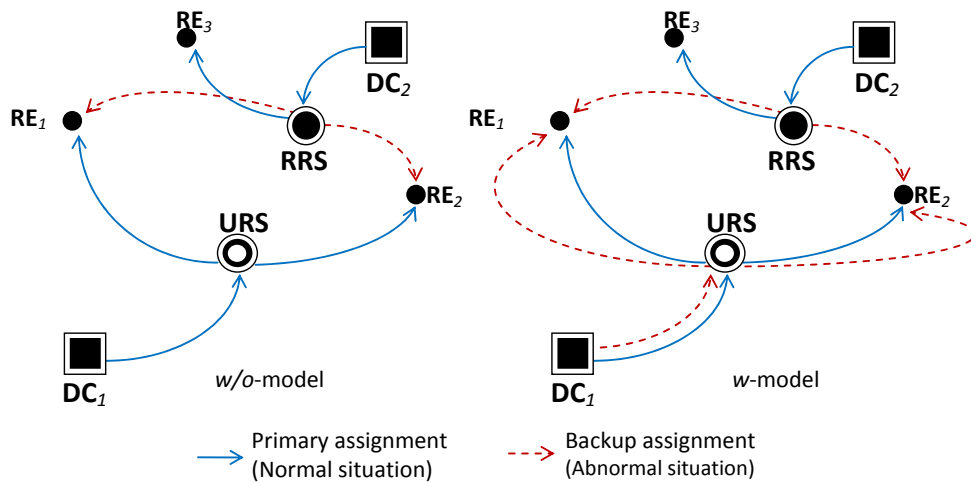 RE3
DC2
RE1
RRS
RE2
URS
DC1
w/o-model
RE3
DC2
RE1
RRS
RE2
URS
DC1
w-model
Primary assignment
(Normal situation)
Backup assignment
(Abnormal situation)